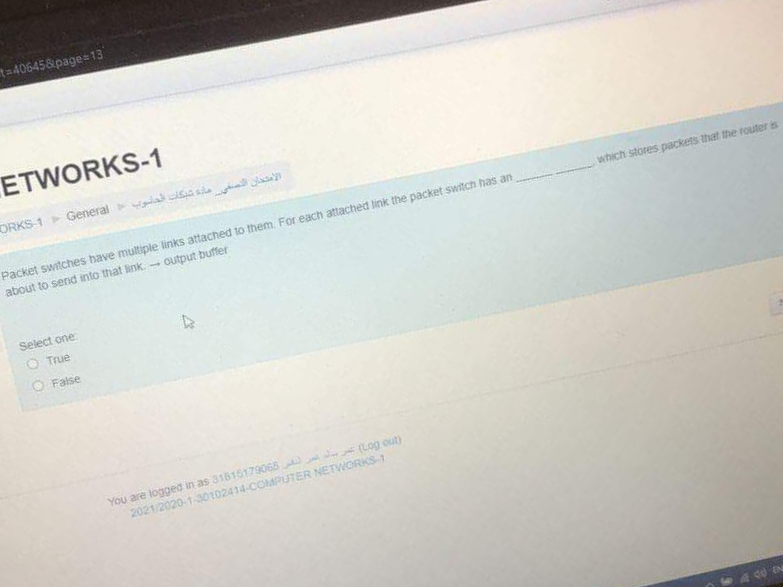 t=40645&page=13
ETWORKS-1
ORKS-1 ► General ► الامتحان النصفي_ مادة شبكات الحاسوب
Packet switches have multiple links attached to them. For each attached link the packet switch has an ________ ________, which stores packets that the router is
about to send into that link. → output buffer
Select one:
True
False
You are logged in as 31816179065 (Log out)
2021/2020-1-30102414-COMPUTER NETWORKS-1